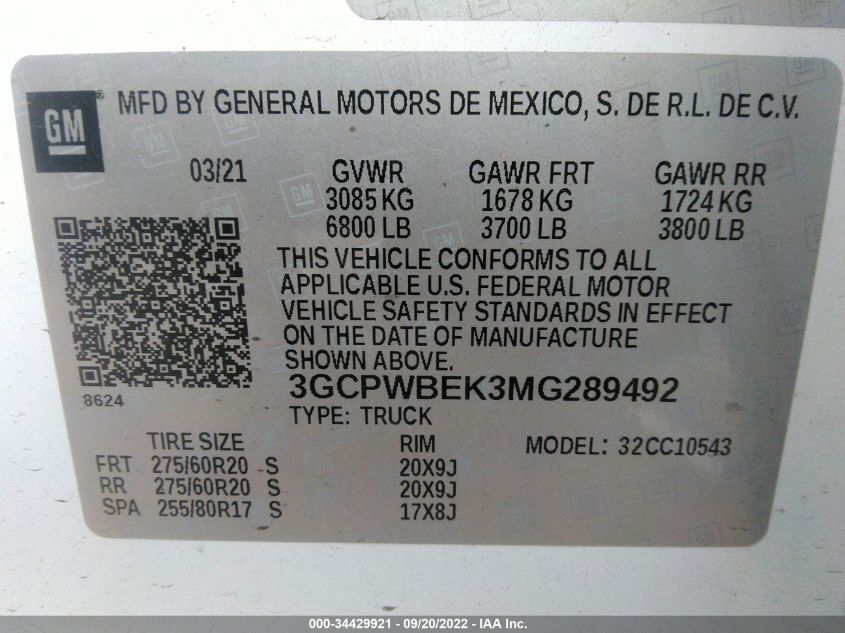 GM
®
MFD BY GENERAL MOTORS DE MEXICO, S. DE R.L. DE C.V.
03/21 GVWR GAWR FRT GAWR RR
3085 KG 1678 KG 1724 KG
6800 LB 3700 LB 3800 LB
THIS VEHICLE CONFORMS TO ALL
APPLICABLE U.S. FEDERAL MOTOR
VEHICLE SAFETY STANDARDS IN EFFECT
ON THE DATE OF MANUFACTURE
SHOWN ABOVE.
8624 3GCPWBEK3MG289492
TYPE: TRUCK
TIRE SIZE RIM MODEL: 32CC10543
FRT 275/60R20 S 20X9J
RR 275/60R20 S 20X9J
SPA 255/80R17 S 17X8J
000-34429921 - 09/20/2022 - IAA Inc.